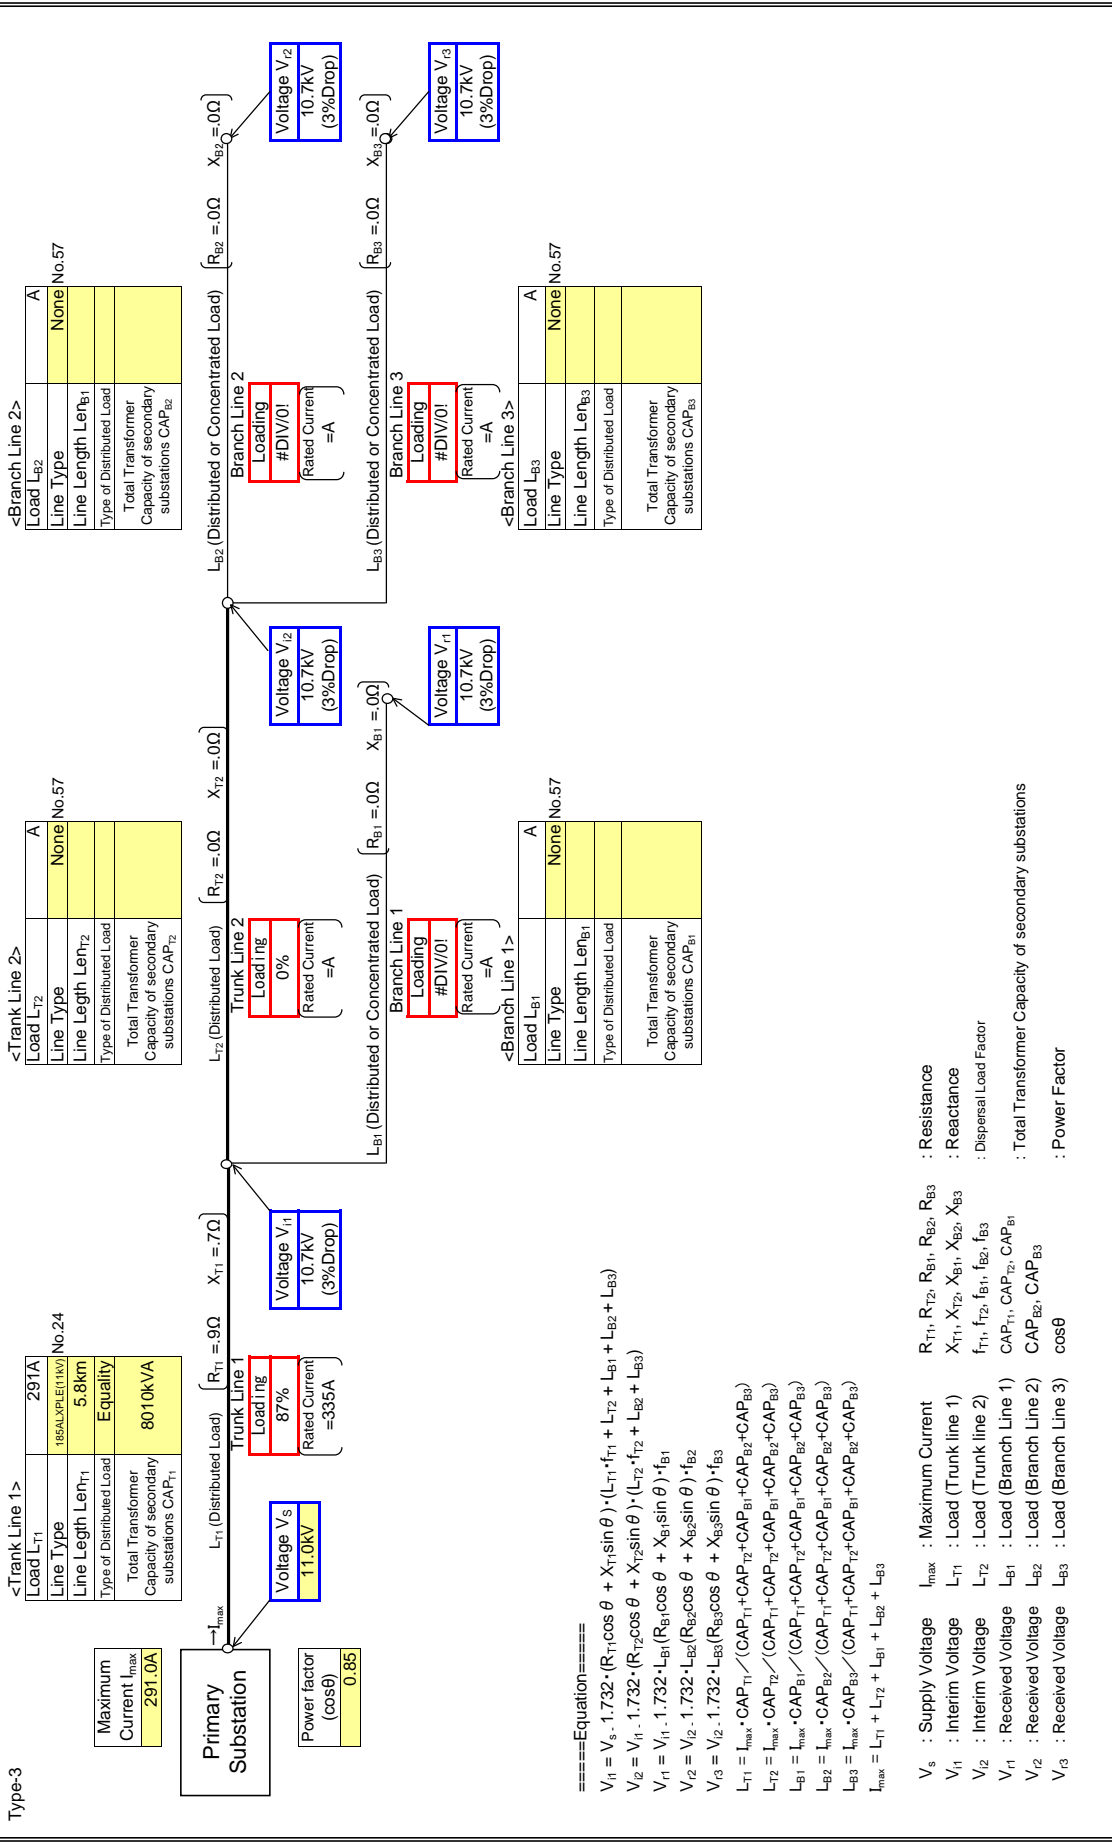 Type-3
Maximum
Current Imax
291.0A
Primary
Substation
Power factor
(cosθ)
0.85
→Imax
Voltage VS
11.0kV
<Trank Line 1>
Load LT1 291A
Line Type 185ALXPLE(11kV) No.24
Line Legth LenT1 5.8km
Type of Distributed Load Equality
Total Transformer
Capacity of secondary
substations CAPT1
8010kVA
LT1 (Distributed Load) RT1 =.9Ω XT1 =.7Ω
Trunk Line 1
Loading
87%
Rated Current
=335A
Voltage Vi1
10.7kV
(3%Drop)
<Trank Line 2>
Load LT2 A
Line Type None No.57
Line Length LenT2
Type of Distributed Load
Total Transformer
Capacity of secondary
substations CAPT2
LT2 (Distributed Load) RT2 =.0Ω XT2 =.0Ω
Trunk Line 2
Loading
0%
Rated Current
=A
Voltage Vi2
10.7kV
(3%Drop)
LB1 (Distributed or Concentrated Load) RB1 =.0Ω XB1 =.0Ω
Branch Line 1
Loading
#DIV/0!
Rated Current
=A
Voltage Vr1
10.7kV
(3%Drop)
<Branch Line 1>
Load LB1 A
Line Type None No.57
Line Length LenB1
Type of Distributed Load
Total Transformer
Capacity of secondary
substations CAPB1
<Branch Line 2>
Load LB2 A
Line Type None No.57
Line Length LenB1
Type of Distributed Load
Total Transformer
Capacity of secondary
substations CAPB2
LB2 (Distributed or Concentrated Load) RB2 =.0Ω XB2 =.0Ω
Branch Line 2
Loading
#DIV/0!
Rated Current
=A
Voltage Vr2
10.7kV
(3%Drop)
LB3 (Distributed or Concentrated Load) RB3 =.0Ω XB3 =.0Ω
Branch Line 3
Loading
#DIV/0!
Rated Current
=A
Voltage Vr3
10.7kV
(3%Drop)
<Branch Line 3>
Load LB3 A
Line Type None No.57
Line Length LenB3
Type of Distributed Load
Total Transformer
Capacity of secondary
substations CAPB3
=====Equation=====
Vi1 = Vs - 1.732・(RT1cos θ + XT1sin θ)・(LT1・fT1 + LT2 + LB1 + LB2 + LB3)
Vi2 = Vi1 - 1.732・(RT2cos θ + XT2sin θ)・(LT2・fT2 + LB2 + LB3)
Vr1 = Vi1 - 1.732・LB1(RB1cos θ + XB1sin θ)・fB1
Vr2 = Vi2 - 1.732・LB2(RB2cos θ + XB2sin θ)・fB2
Vr3 = Vi2 - 1.732・LB3(RB3cos θ + XB3sin θ)・fB3
LT1 = Imax・CAPT1／(CAPT1+CAPT2+CAPB1+CAPB2+CAPB3)
LT2 = Imax・CAPT2／(CAPT1+CAPT2+CAPB1+CAPB2+CAPB3)
LB1 = Imax・CAPB1／(CAPT1+CAPT2+CAPB1+CAPB2+CAPB3)
LB2 = Imax・CAPB2／(CAPT1+CAPT2+CAPB1+CAPB2+CAPB3)
LB3 = Imax・CAPB3／(CAPT1+CAPT2+CAPB1+CAPB2+CAPB3)
Imax = LT1 + LT2 + LB1 + LB2 + LB3
Vs : Supply Voltage Imax : Maximum Current RT1, RT2, RB1, RB2, RB3 : Resistance
Vi1 : Interim Voltage LT1 : Load (Trunk line 1) XT1, XT2, XB1, XB2, XB3 : Reactance
Vi2 : Interim Voltage LT2 : Load (Trunk line 2) fT1, fT2, fB1, fB2, fB3 : Dispersal Load Factor
Vr1 : Received Voltage LB1 : Load (Branch Line 1) CAPT1, CAPT2, CAPB1 : Total Transformer Capacity of secondary substations
Vr2 : Received Voltage LB2 : Load (Branch Line 2) CAPB2, CAPB3
Vr3 : Received Voltage LB3 : Load (Branch Line 3) cosθ : Power Factor